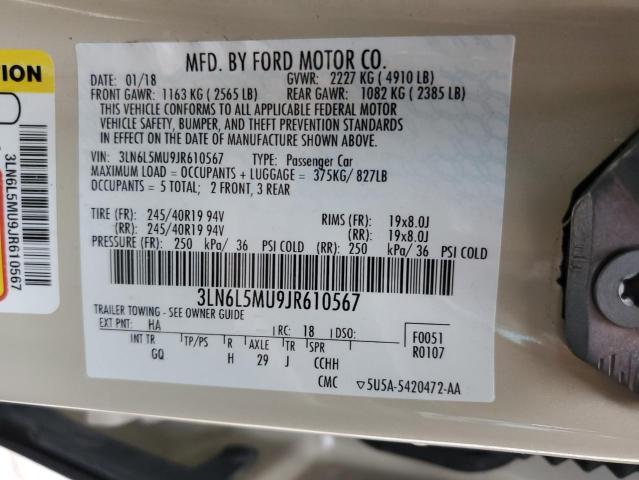 TION
3LN6L5MU9JR610567
MFD. BY FORD MOTOR CO.
DATE: 01/18 GVWR: 2227 KG ( 4910 LB)
FRONT GAWR: 1163 KG ( 2565 LB) REAR GAWR: 1082 KG ( 2385 LB)
THIS VEHICLE CONFORMS TO ALL APPLICABLE FEDERAL MOTOR
VEHICLE SAFETY, BUMPER, AND THEFT PREVENTION STANDARDS
IN EFFECT ON THE DATE OF MANUFACTURE SHOWN ABOVE.
VIN: 3LN6L5MU9JR610567 TYPE: Passenger Car
MAXIMUM LOAD = OCCUPANTS + LUGGAGE = 375KG/ 827LB
OCCUPANTS = 5 TOTAL; 2 FRONT, 3 REAR
TIRE (FR): 245/40R19 94V RIMS (FR): 19x8.0J
(RR): 245/40R19 94V (RR): 19x8.0J
PRESSURE (FR): 250 kPa/ 36 PSI COLD (RR): 250 kPa/ 36 PSI COLD
3LN6L5MU9JR610567
TRAILER TOWING - SEE OWNER GUIDE
EXT PNT: HA RC: 18 DSO: F0051
INT TR TP/PS R AXLE TR SPR R0107
GQ H 29 J CCHH
CMC ▽5U5A-5420472-AA